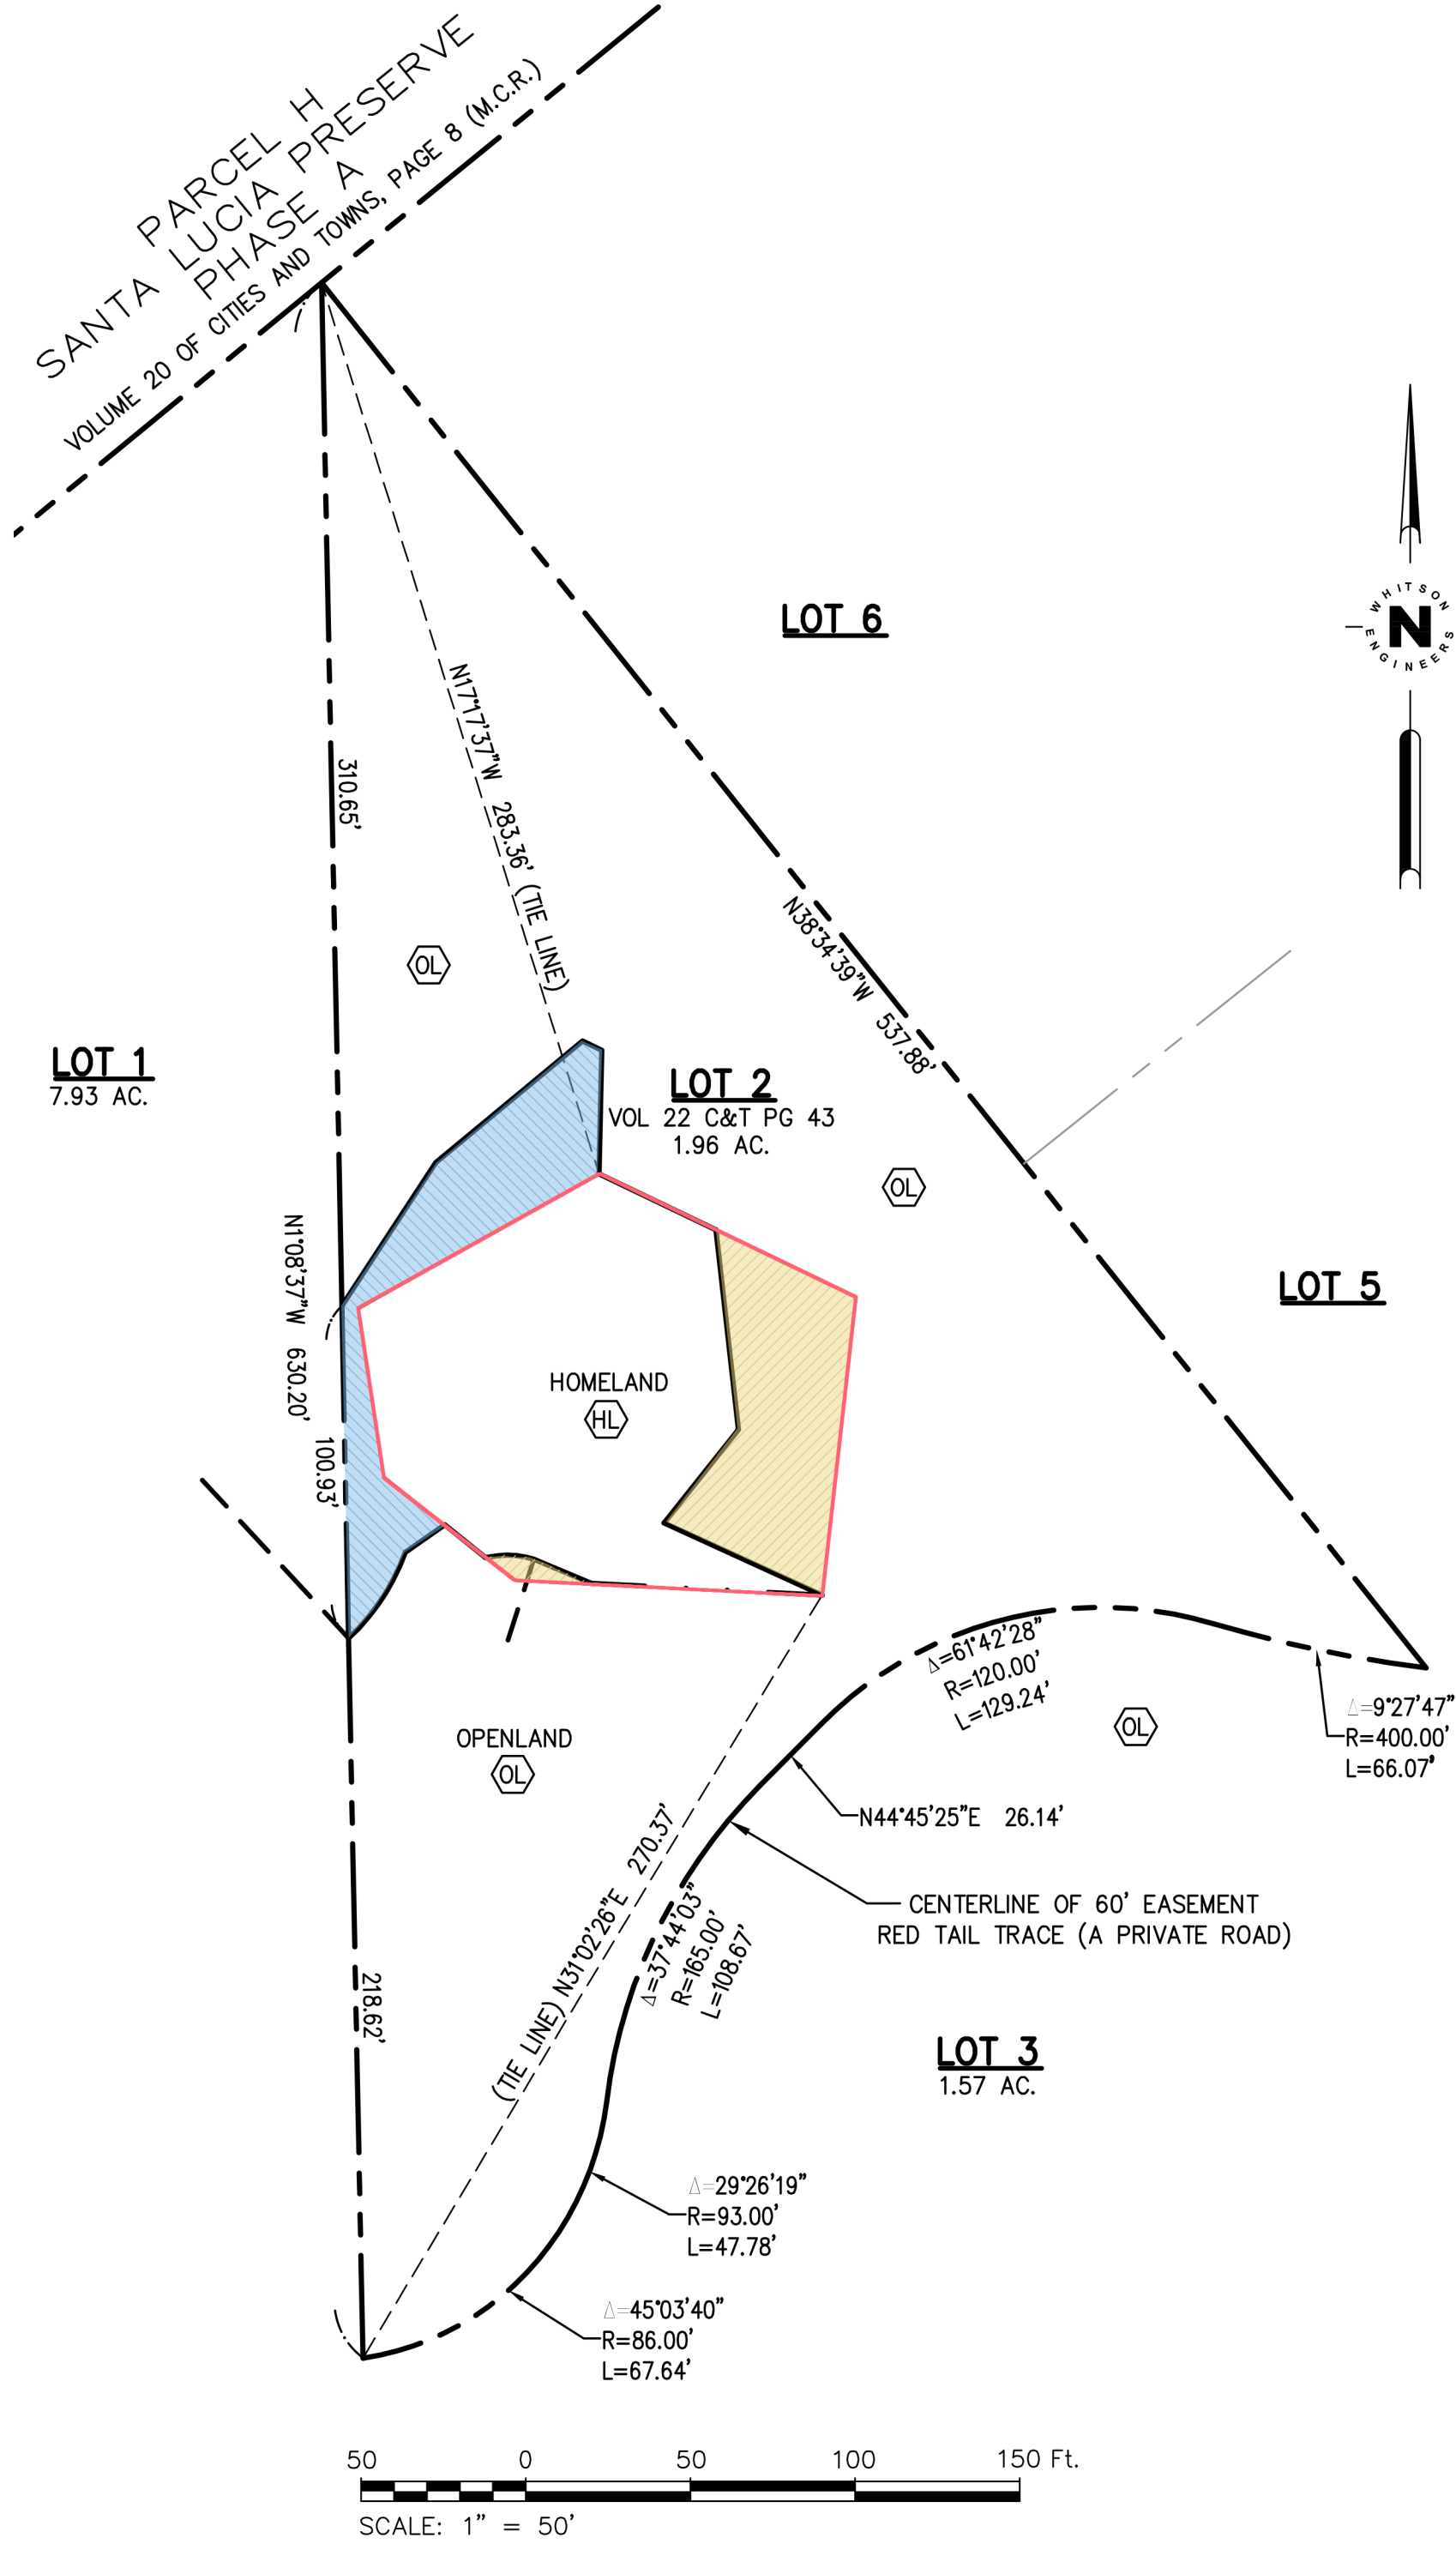 PARCEL H
SANTA LUCIA PRESERVE
PHASE A
VOLUME 20 OF CITIES AND TOWNS, PAGE 8 (M.C.R.)
LOT 6
WHITSON
N
ENGINEERS
N17°17'37"W 283.36' (TIE LINE)
310.65'
N38°34'39"W 537.88'
OL
LOT 1
7.93 AC.
LOT 2
VOL 22 C&T PG 43
1.96 AC.
OL
N1°08'37"W 630.20'
LOT 5
HOMELAND
HL
100.93'
Δ=61°42'28"
R=120.00'
L=129.24'
OL
Δ=9°27'47"
R=400.00'
L=66.07'
OPENLAND
OL
N44°45'25"E 26.14'
(TIE LINE) N31°02'26"E 270.37'
CENTERLINE OF 60' EASEMENT
RED TAIL TRACE (A PRIVATE ROAD)
Δ=37°44'03"
R=165.00'
L=108.67'
218.62'
LOT 3
1.57 AC.
Δ=29°26'19"
R=93.00'
L=47.78'
Δ=45°03'40"
R=86.00'
L=67.64'
50 0 50 100 150 Ft.
SCALE: 1" = 50'